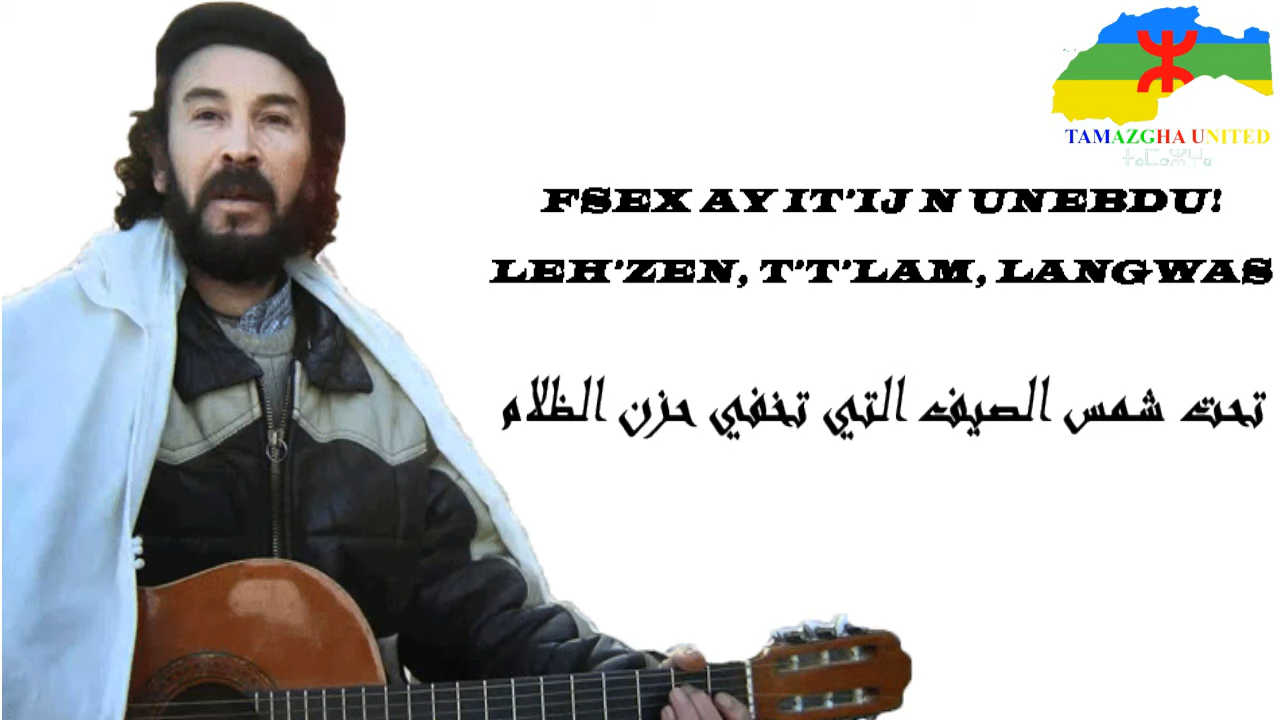 TAMAZGHA UNITED
FSEX AY IT'IJ N UNEBDU!
LEH'ZEN, T'T'LAM, LANGWAS
تحت شمس الصيف التي تخفي حزن الظلام